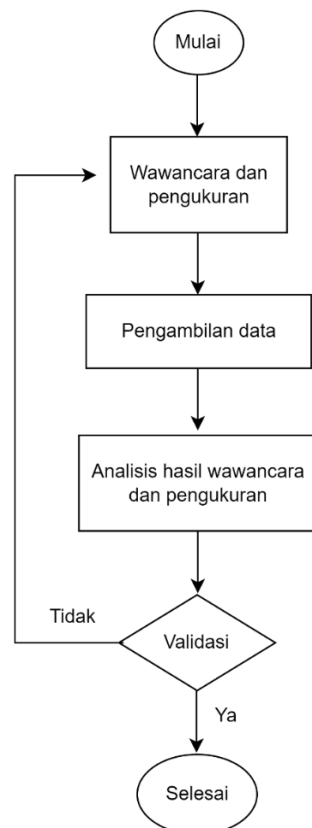 Mulai
Wawancara dan
pengukuran
Pengambilan data
Analisis hasil wawancara
dan pengukuran
Tidak
Validasi
Ya
Selesai